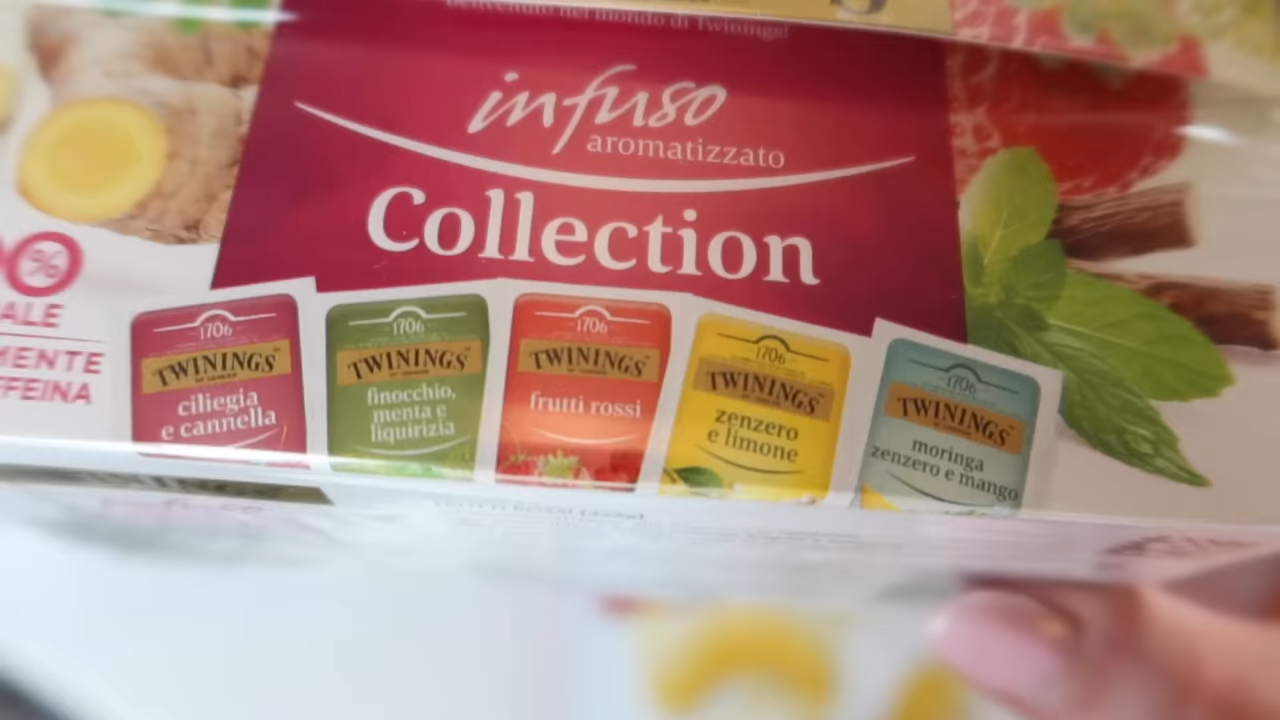 Benvenuto nel mondo di Twinings!
infuso
aromatizzato
Collection
%
ALE
MENTE
FFEINA
1706
TWININGS
ciliegia
e cannella
1706
TWININGS
finocchio,
menta e
liquirizia
1706
TWININGS
frutti rossi
1706
TWININGS
zenzero
e limone
1706
TWININGS
moringa
zenzero e mango